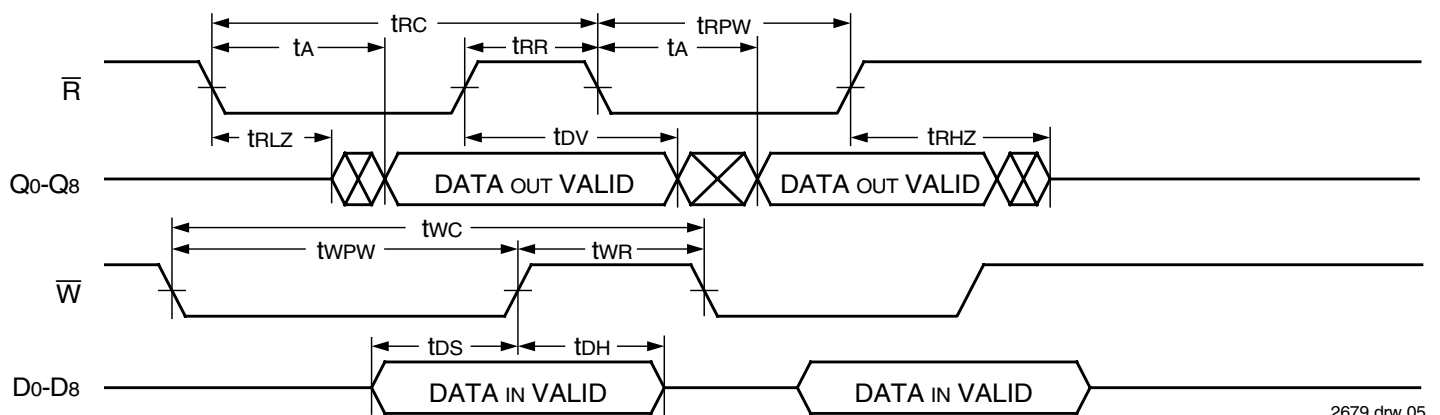 tRC
tRPW
tA
tRR
tA
R̅
tRLZ
tDV
tRHZ
Q0-Q8
DATA OUT VALID
DATA OUT VALID
tWC
tWPW
tWR
W̅
tDS
tDH
D0-D8
DATA IN VALID
DATA IN VALID
2679 drw 05